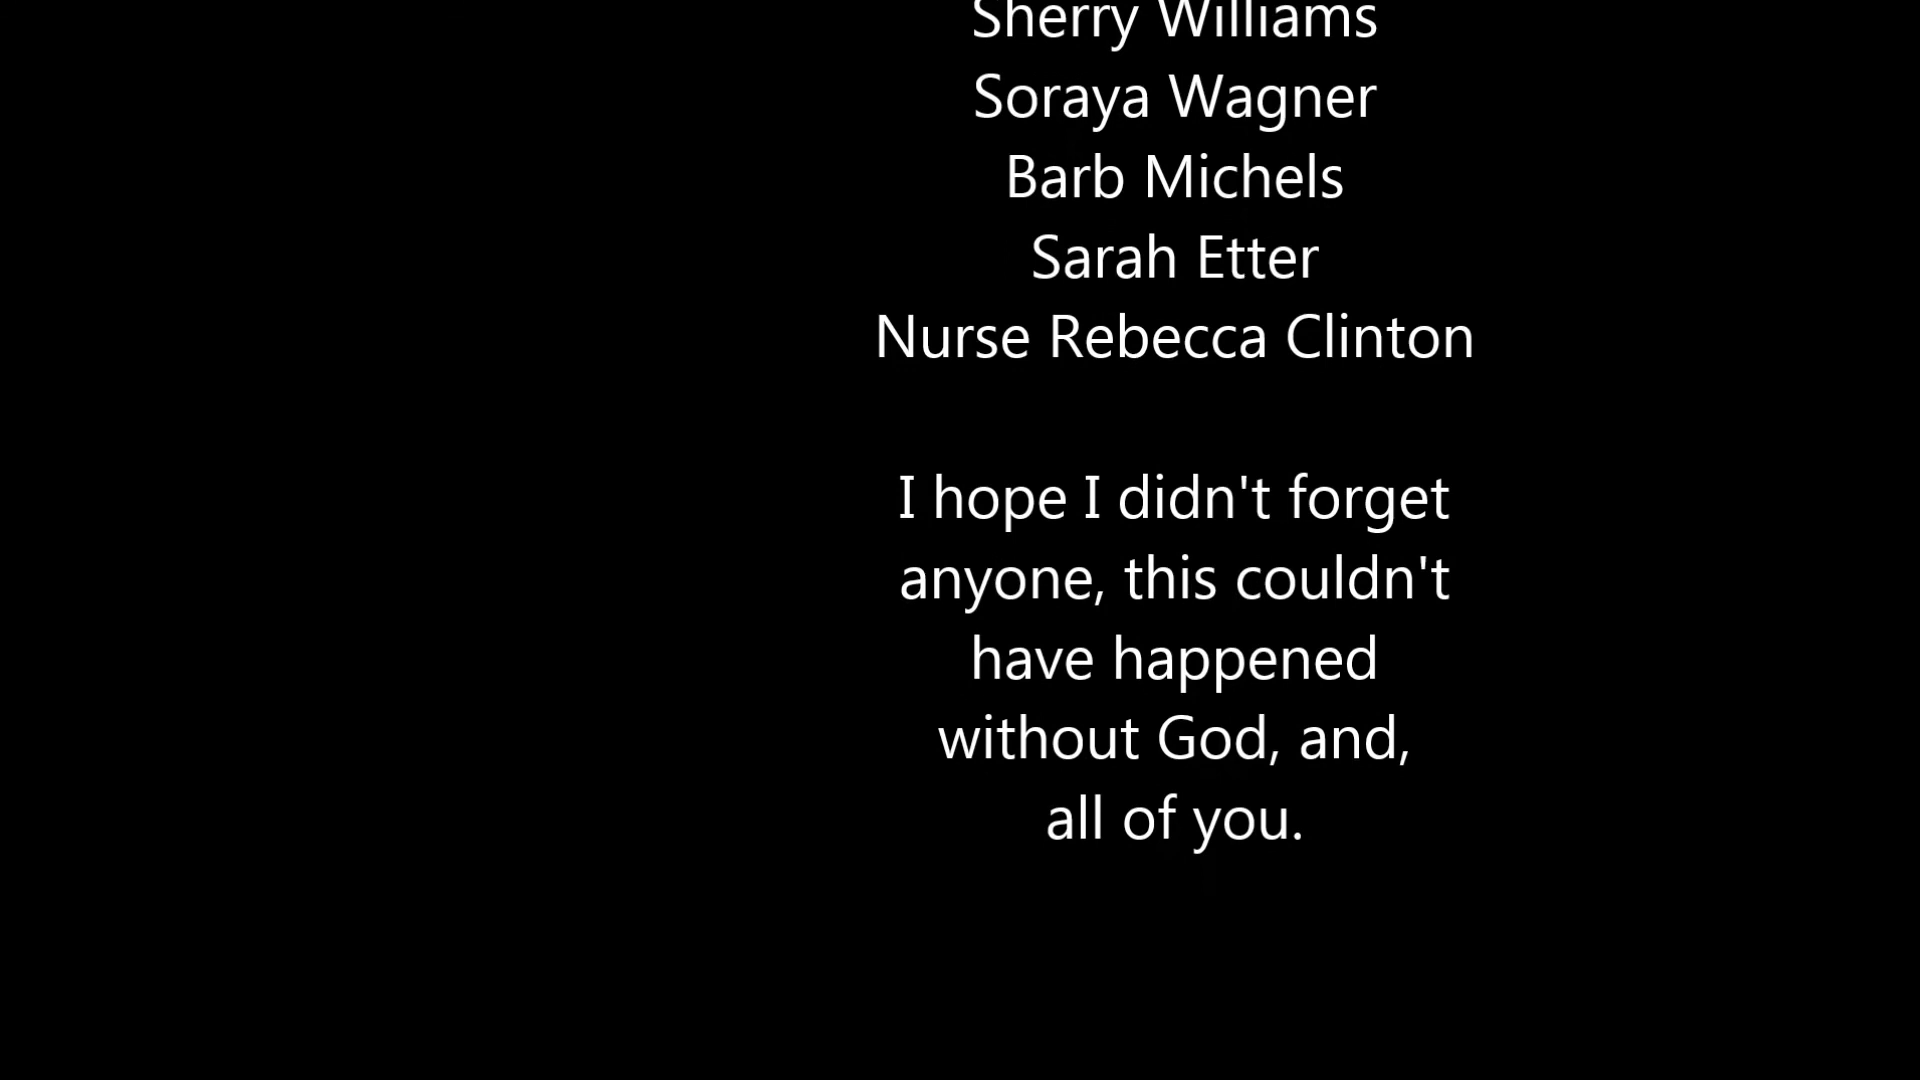 Sherry Williams
Soraya Wagner
Barb Michels
Sarah Etter
Nurse Rebecca Clinton
I hope I didn't forget
anyone, this couldn't
have happened
without God, and,
all of you.